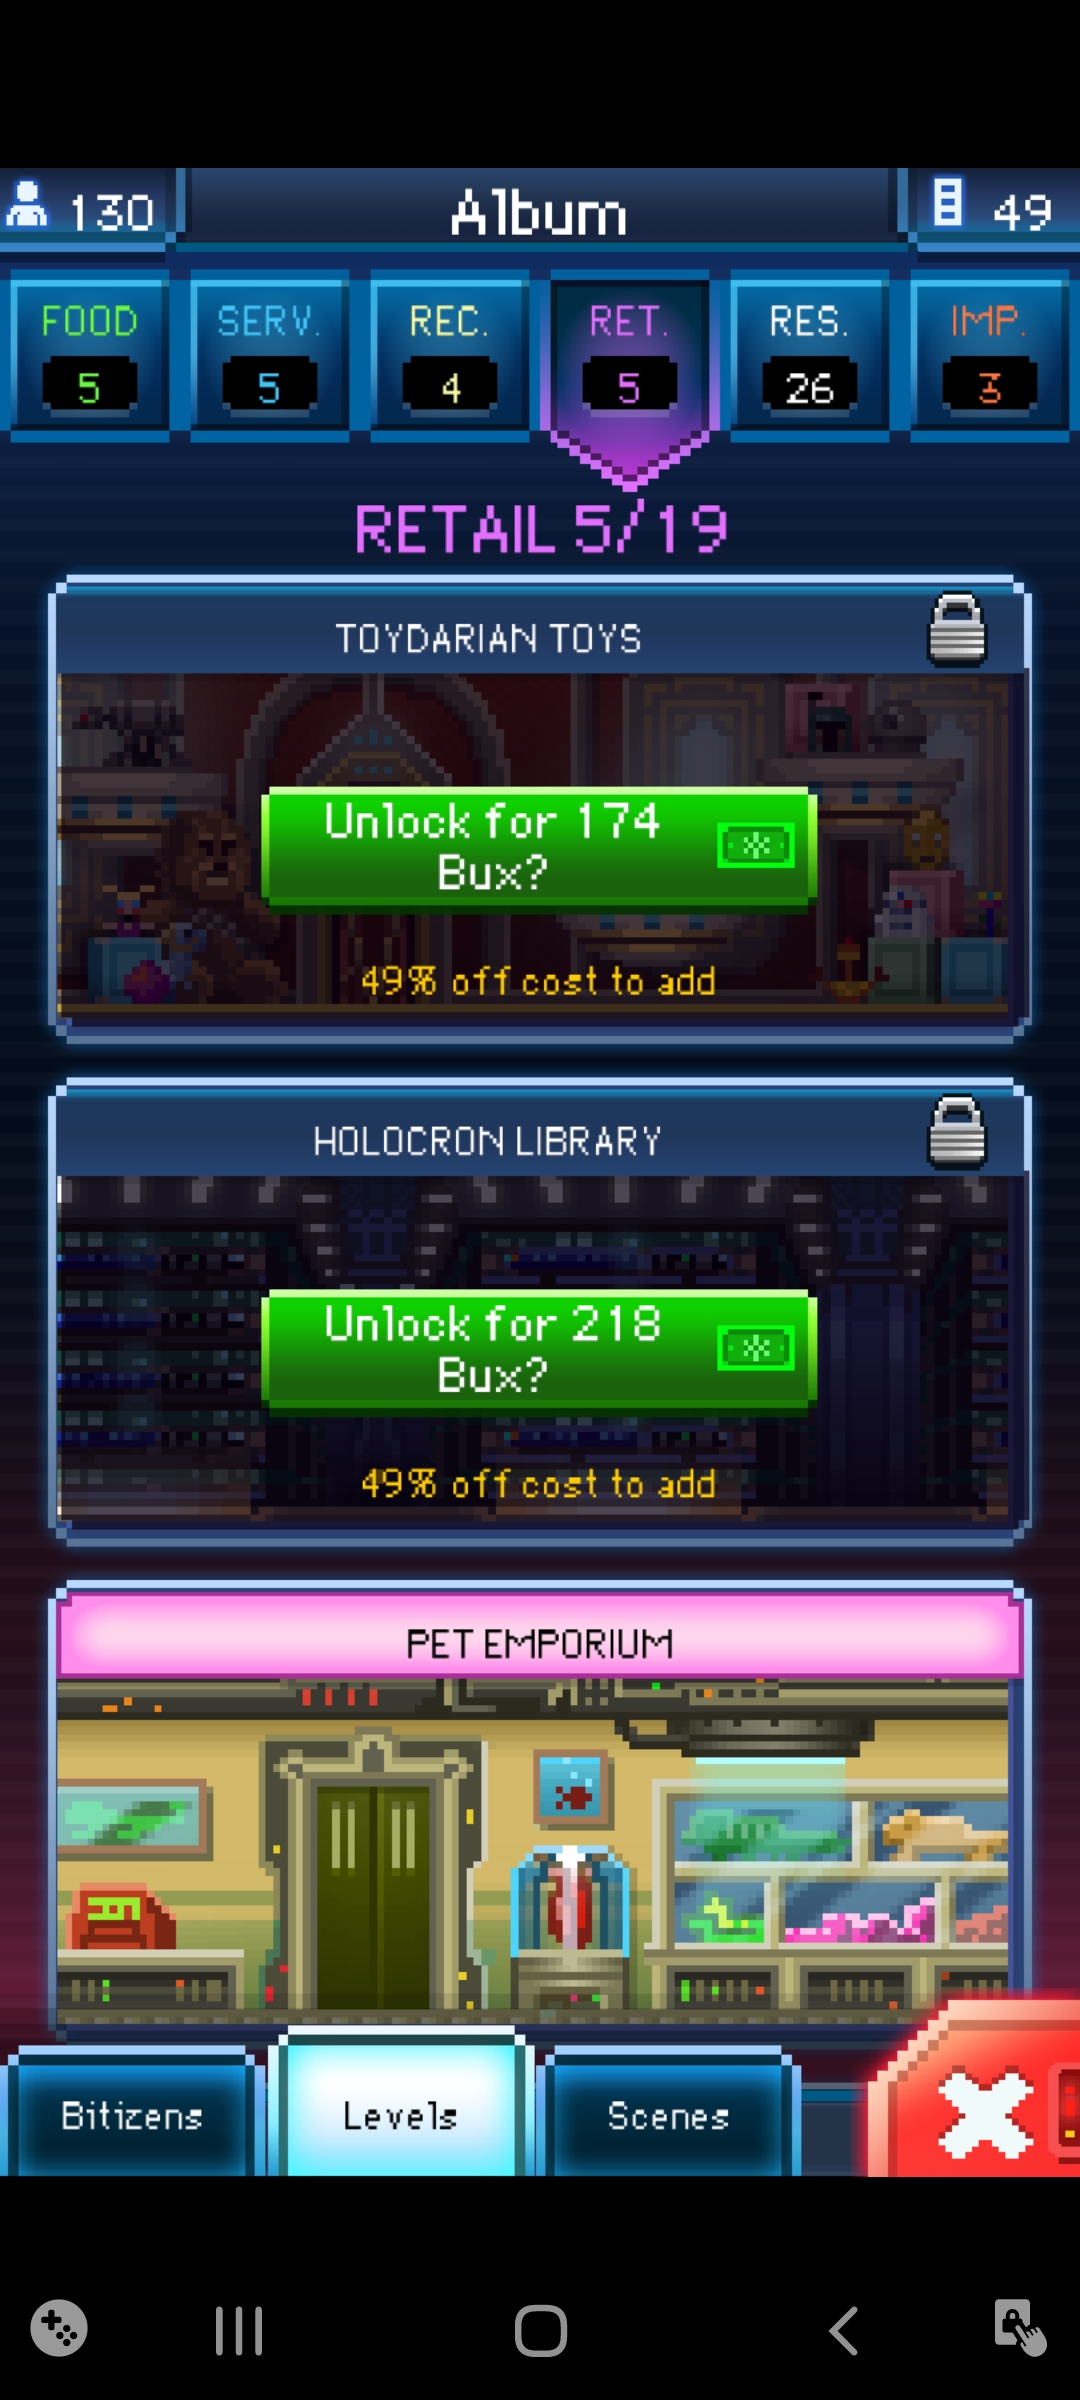 130
Album
49
FOOD
SERV.
REC.
RET.
RES.
IMP.
5
5
4
5
26
3
RETAIL 5/19
TOYDARIAN TOYS
Unlock for 174
Bux?
49% off cost to add
HOLOCRON LIBRARY
Unlock for 218
Bux?
49% off cost to add
PET EMPORIUM
Bitizens
Levels
Scenes